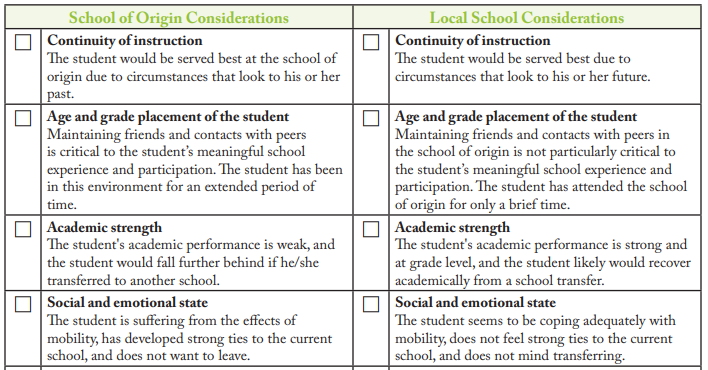 School of Origin Considerations
Local School Considerations
Continuity of instruction
The student would be served best at the school of
origin due to circumstances that look to his or her
past.
Continuity of instruction
The student would be served best due to
circumstances that look to his or her future.
Age and grade placement of the student
Maintaining friends and contacts with peers
is critical to the student's meaningful school
experience and participation. The student has been
in this environment for an extended period of
time.
Age and grade placement of the student
Maintaining friends and contacts with peers in
the school of origin is not particularly critical to
the student's meaningful school experience and
participation. The student has attended the school
of origin for only a brief time.
Academic strength
The student's academic performance is weak, and
the student would fall further behind if he/she
transferred to another school.
Academic strength
The student's academic performance is strong and
at grade level, and the student likely would recover
academically from a school transfer.
Social and emotional state
The student is suffering from the effects of
mobility, has developed strong ties to the current
school, and does not want to leave.
Social and emotional state
The student seems to be coping adequately with
mobility, does not feel strong ties to the current
school, and does not mind transferring.